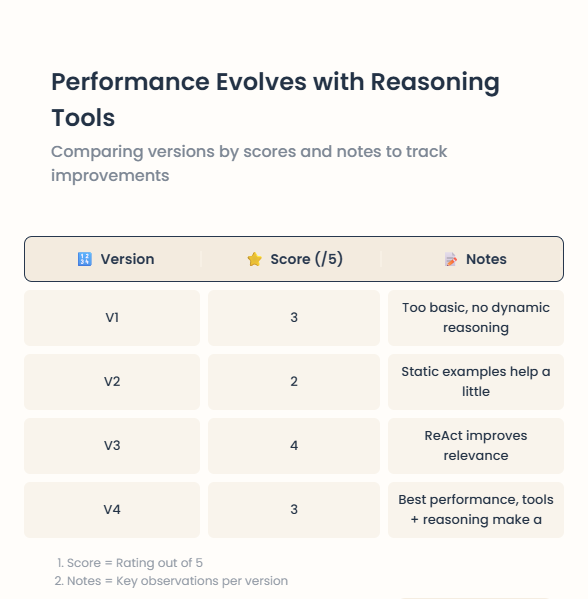 Performance Evolves with Reasoning
Tools
Comparing versions by scores and notes to track
improvements
Version Score (/5) Notes
V1 3 Too basic, no dynamic
reasoning
V2 2 Static examples help a
little
V3 4 ReAct improves
relevance
V4 3 Best performance, tools
+ reasoning make a
1. Score = Rating out of 5
2. Notes = Key observations per version